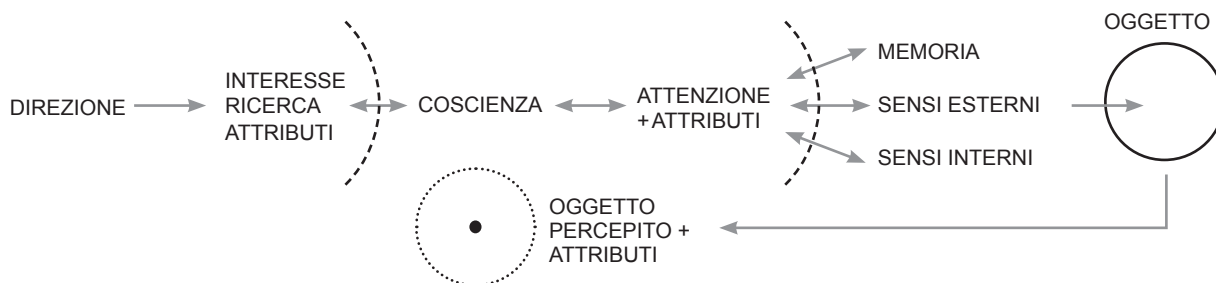 OGGETTO
DIREZIONE
INTERESSE
RICERCA
ATTRIBUTI
COSCIENZA
ATTENZIONE
+ATTRIBUTI
MEMORIA
SENSI ESTERNI
SENSI INTERNI
OGGETTO
PERCEPITO +
ATTRIBUTI